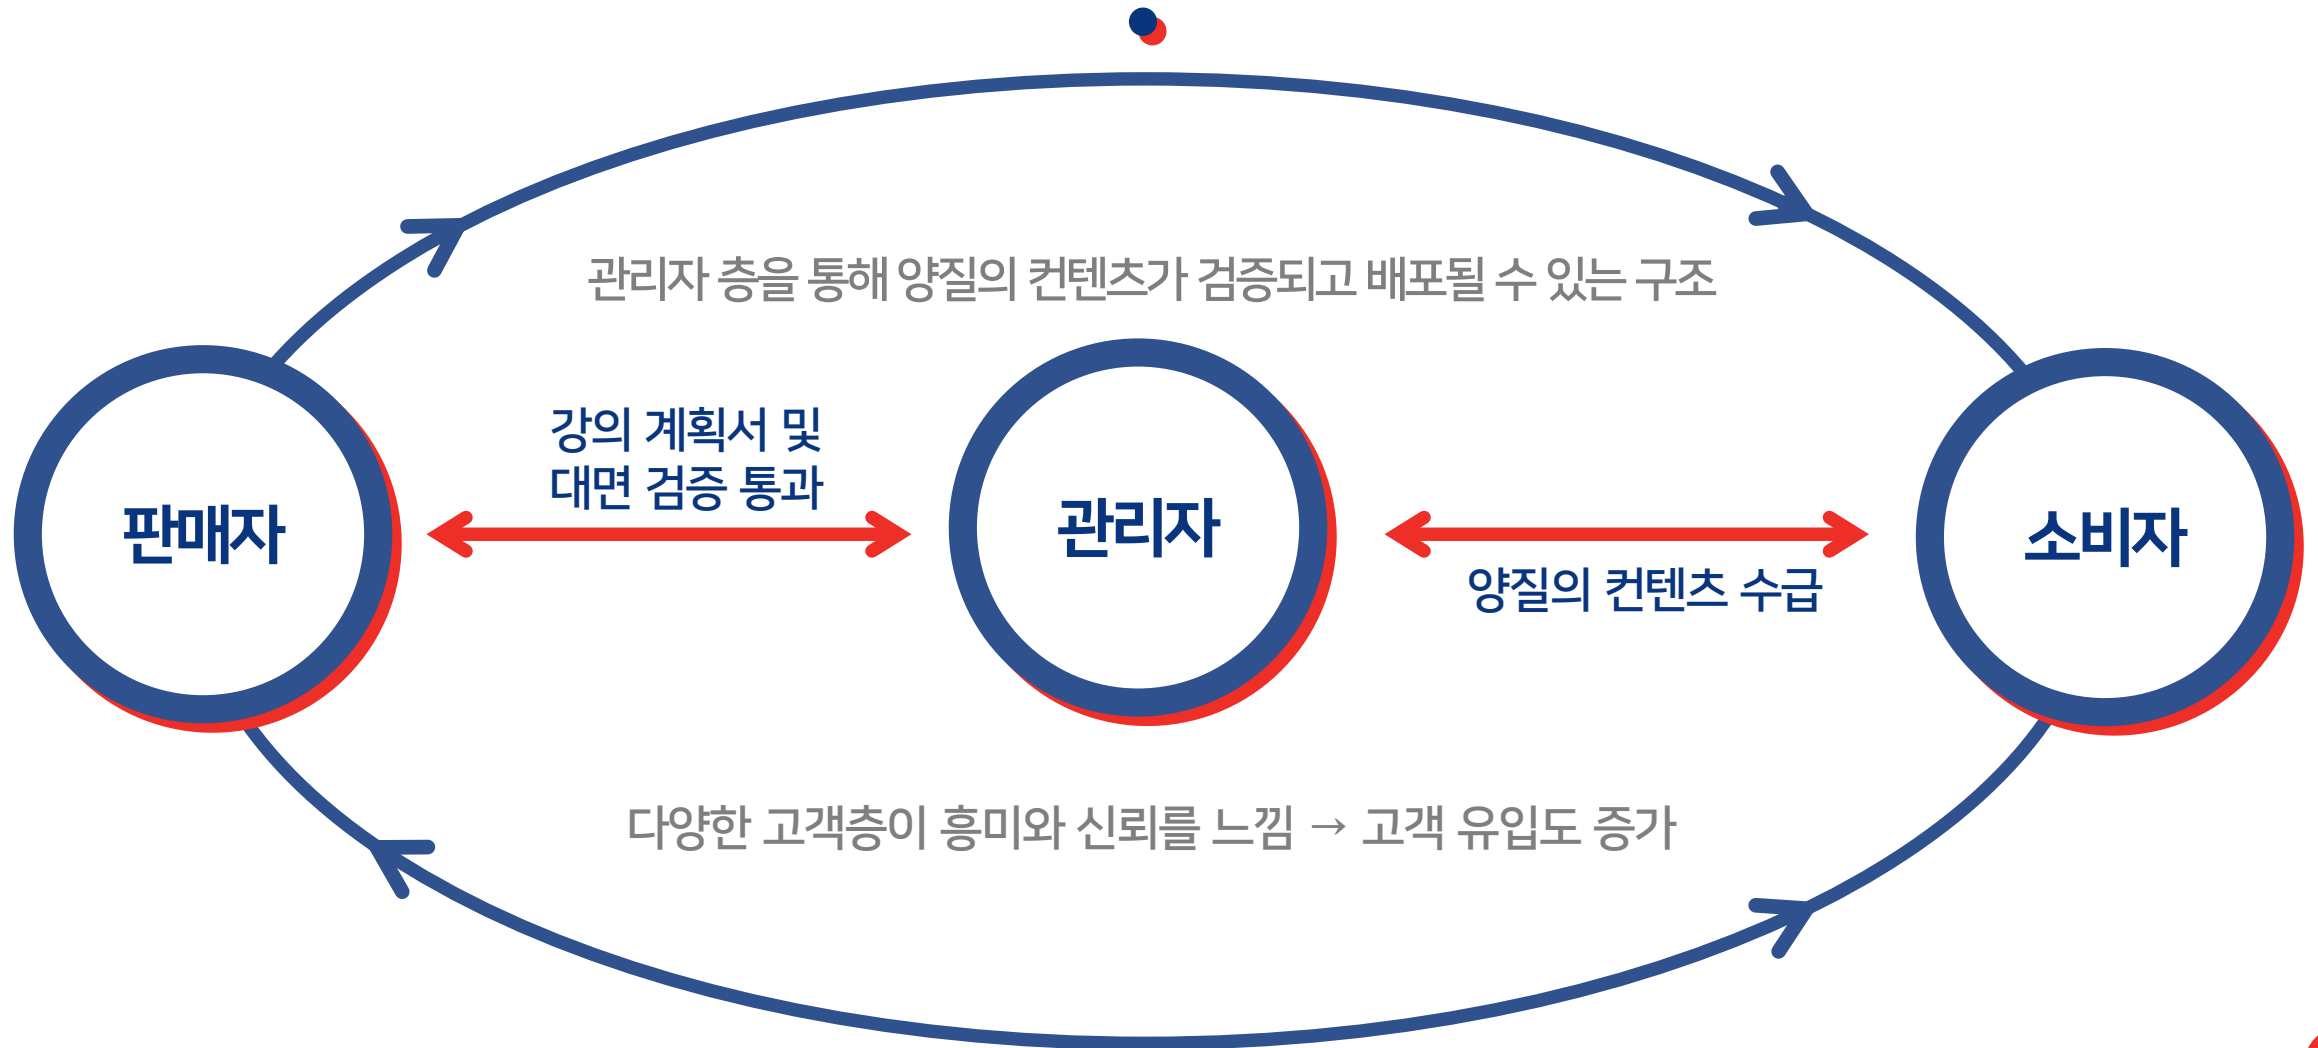 관리자 층을 통해 양질의 컨텐츠가 검증되고 배포될 수 있는 구조
강의 계획서 및
대면 검증 통과
판매자
관리자
소비자
양질의 컨텐츠 수급
다양한 고객층이 흥미와 신뢰를 느낌 → 고객 유입도 증가